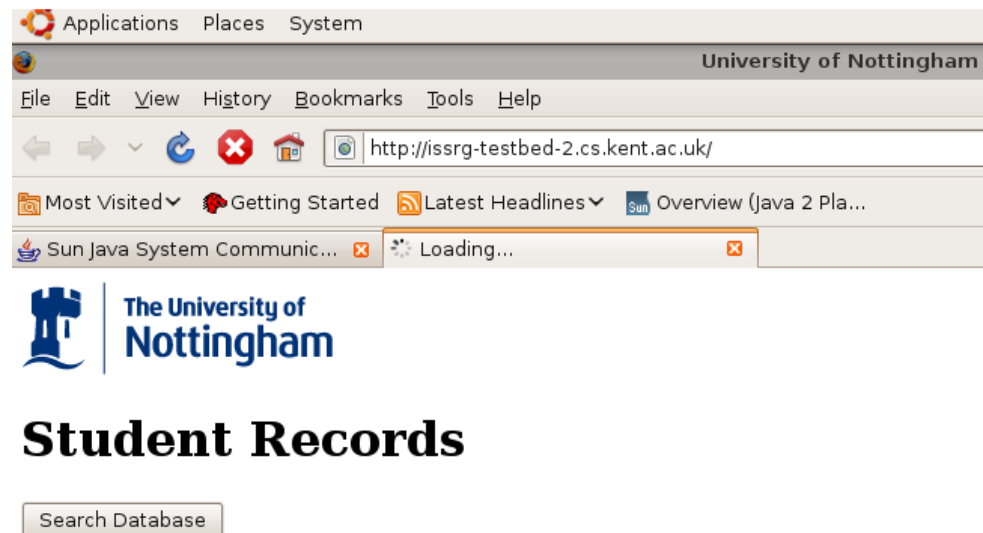 Applications Places System
University of Nottingham
File Edit View History Bookmarks Tools Help
http://issrg-testbed-2.cs.kent.ac.uk/
Most Visited Getting Started Latest Headlines Sun Overview (Java 2 Pla...
Sun Java System Communic... Loading...
The University of
Nottingham
Student Records
Search Database